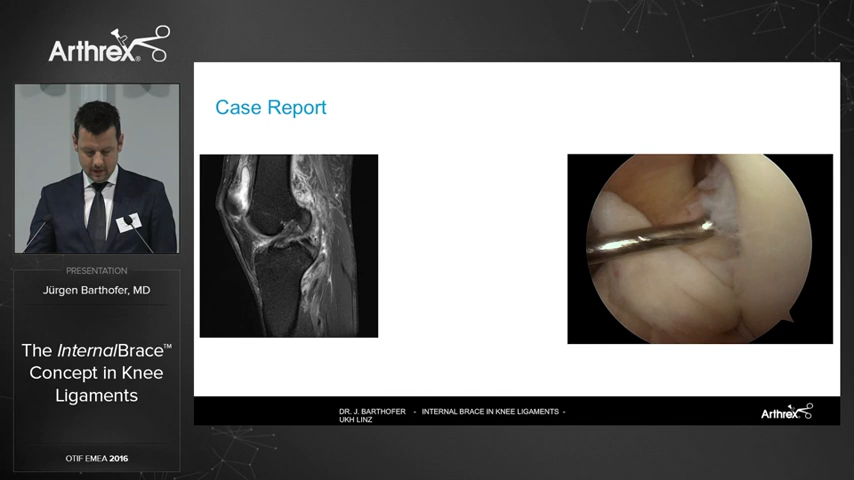 Arthrex®
PRESENTATION
Jürgen Barthofer, MD
The InternalBrace™
Concept in Knee
Ligaments
OTIF EMEA 2016
Case Report
DR. J. BARTHOFER - INTERNAL BRACE IN KNEE LIGAMENTS -
UKH LINZ
Arthrex